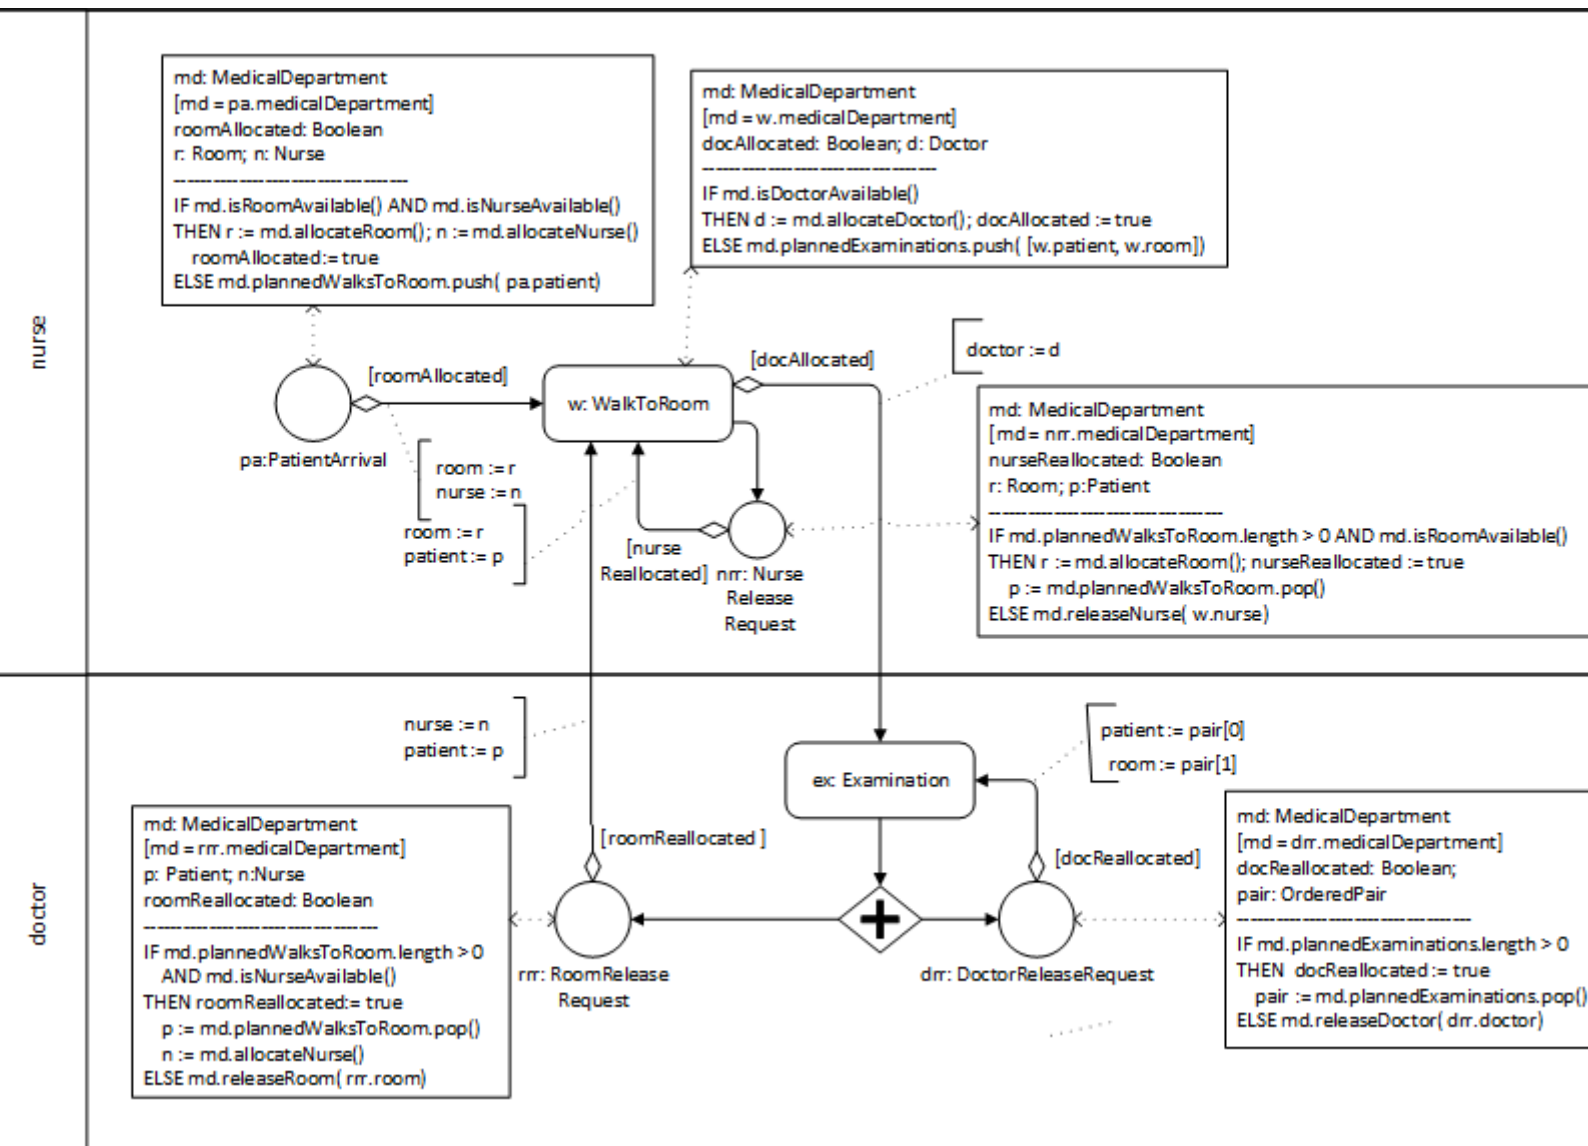 nurse
md: MedicalDepartment
[md = pa.medicalDepartment]
roomAllocated: Boolean
r: Room; n: Nurse
------------------------------------
IF md.isRoomAvailable() AND md.isNurseAvailable()
THEN r := md.allocateRoom(); n := md.allocateNurse()
roomAllocated:= true
ELSE md.plannedWalksToRoom.push( pa.patient)
md: MedicalDepartment
[md = w.medicalDepartment]
docAllocated: Boolean; d: Doctor
------------------------------------
IF md.isDoctorAvailable()
THEN d := md.allocateDoctor(); docAllocated := true
ELSE md.plannedExaminations.push( [w.patient, w.room])
[roomAllocated]
pa:PatientArrival
room := r
nurse := n
w: WalkToRoom
[docAllocated]
doctor := d
room := r
patient := p
[nurse
Reallocated]
nrr: Nurse
Release
Request
md: MedicalDepartment
[md = nrr.medicalDepartment]
nurseReallocated: Boolean
r: Room; p:Patient
------------------------------------
IF md.plannedWalksToRoom.length > 0 AND md.isRoomAvailable()
THEN r := md.allocateRoom(); nurseReallocated := true
p := md.plannedWalksToRoom.pop()
ELSE md.releaseNurse( w.nurse)
doctor
nurse := n
patient := p
ex: Examination
patient := pair[0]
room := pair[1]
md: MedicalDepartment
[md = rrr.medicalDepartment]
p: Patient; n:Nurse
roomReallocated: Boolean
------------------------------------
IF md.plannedWalksToRoom.length > 0
AND md.isNurseAvailable()
THEN roomReallocated:= true
p := md.plannedWalksToRoom.pop()
n := md.allocateNurse()
ELSE md.releaseRoom( rrr.room)
[roomReallocated ]
rrr: RoomRelease
Request
[docReallocated]
drr: DoctorReleaseRequest
md: MedicalDepartment
[md = drr.medicalDepartment]
docReallocated: Boolean;
pair: OrderedPair
------------------------------------
IF md.plannedExaminations.length > 0
THEN docReallocated := true
pair := md.plannedExaminations.pop()
ELSE md.releaseDoctor( drr.doctor)